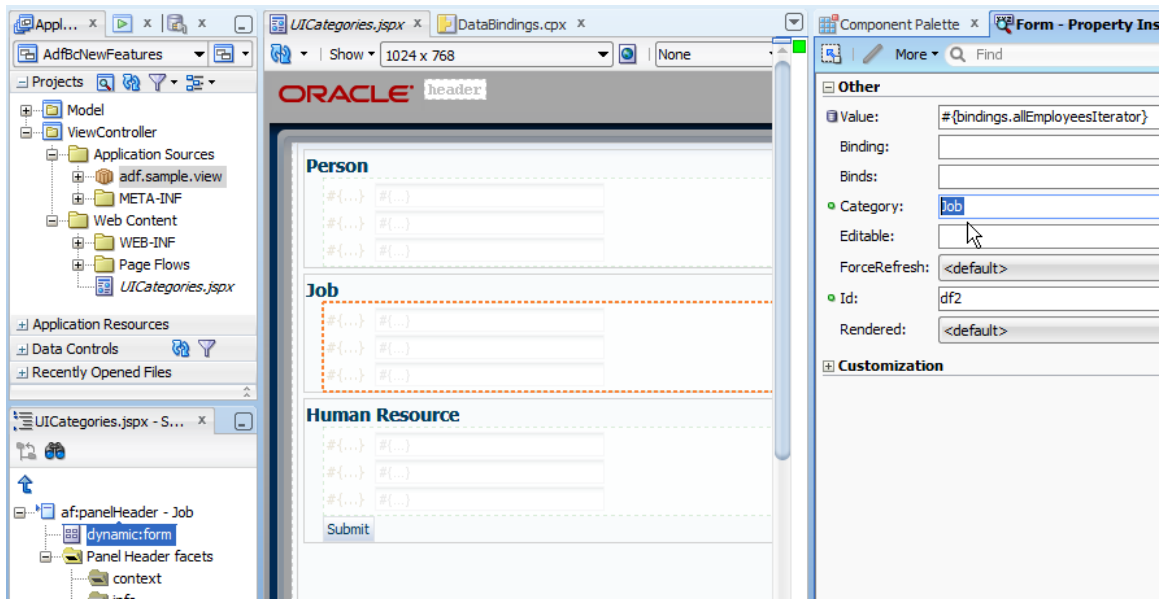 Appl...
AdfBcNewFeatures
Projects
Model
ViewController
Application Sources
adf.sample.view
META-INF
Web Content
WEB-INF
Page Flows
UICategories.jspx
Application Resources
Data Controls
Recently Opened Files
UICategories.jspx - S...
af:panelHeader - Job
dynamic:form
Panel Header facets
context
info
UICategories.jspx
DataBindings.cpx
Show
1024 x 768
None
ORACLE
header
Person
#{...} #{...}
#{...} #{...}
#{...} #{...}
Job
#{...} #{...}
#{...} #{...}
#{...} #{...}
Human Resource
#{...} #{...}
#{...} #{...}
#{...} #{...}
Submit
Component Palette
Form - Property Ins
More
Find
Other
Value: #{bindings.allEmployeesIterator}
Binding:
Binds:
Category: Job
Editable:
ForceRefresh: <default>
Id: df2
Rendered: <default>
Customization